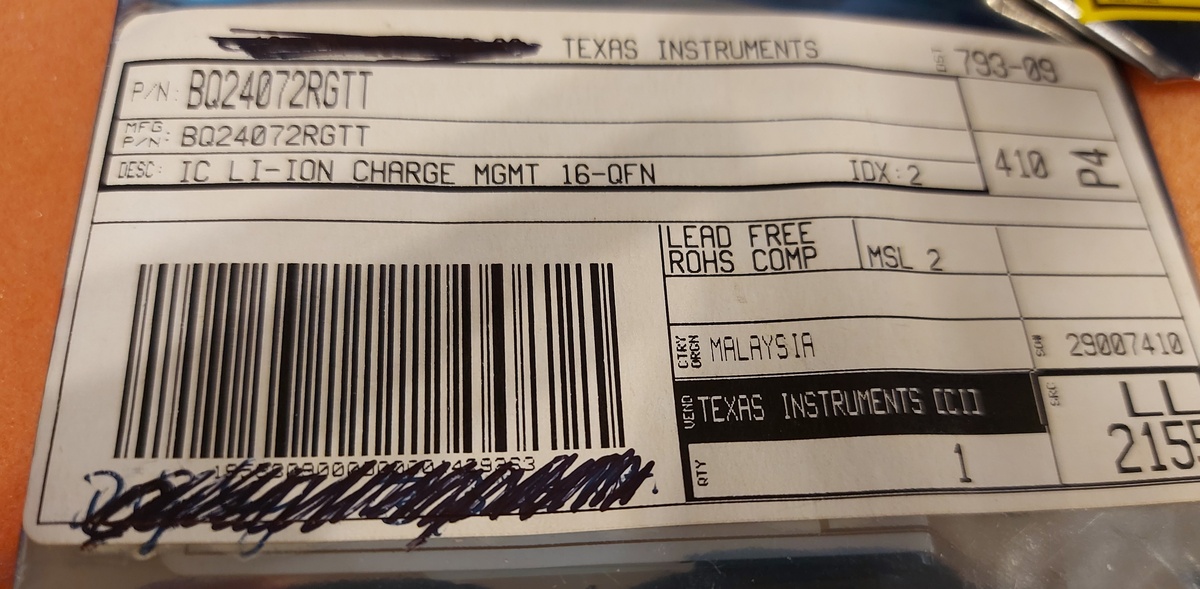 TEXAS INSTRUMENTS
793-09
P/N: BQ24072RGTT
MFG P/N: BQ24072RGTT
DESC: IC LI-ION CHARGE MGMT 16-QFN IDX:2
410 P4
LEAD FREE
ROHS COMP
MSL 2
CTRY ORGN MALAYSIA
29007410
VEND TEXAS INSTRUMENTS [CI]
LL
QTY 1